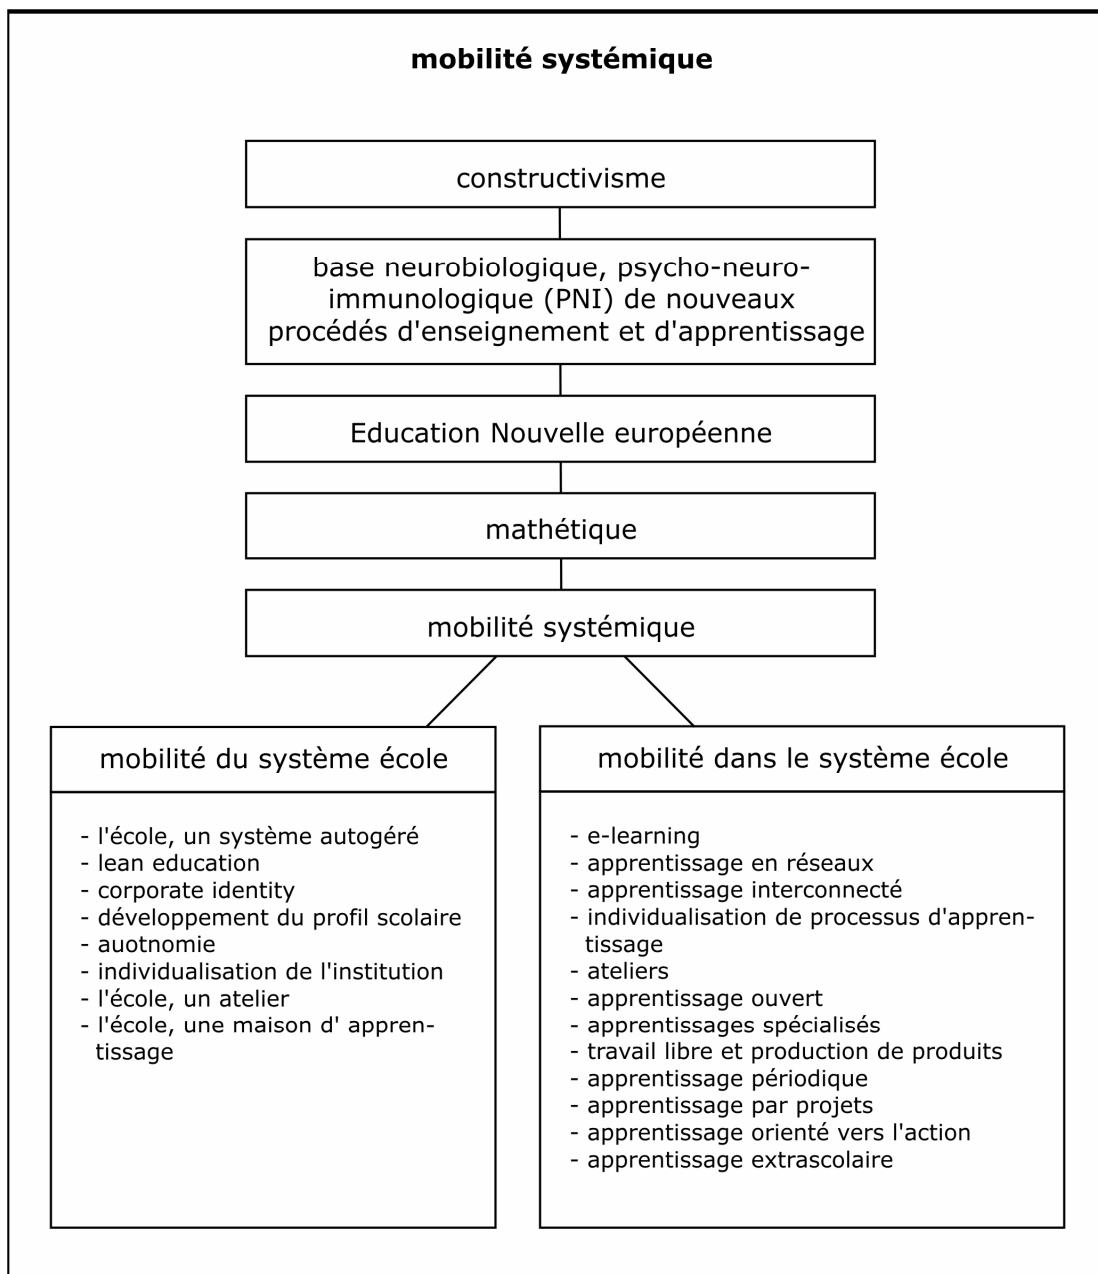 mobilité systémique
constructivisme
base neurobiologique, psycho-neuro-
immunologique (PNI) de nouveaux
procédés d'enseignement et d'apprentissage
Education Nouvelle européenne
mathétique
mobilité systémique
mobilité du système école
- l'école, un système autogéré
- lean education
- corporate identity
- développement du profil scolaire
- auotnomie
- individualisation de l'institution
- l'école, un atelier
- l'école, une maison d' appren-
tissage
mobilité dans le système école
- e-learning
- apprentissage en réseaux
- apprentissage interconnecté
- individualisation de processus d'appren-
tissage
- ateliers
- apprentissage ouvert
- apprentissages spécialisés
- travail libre et production de produits
- apprentissage périodique
- apprentissage par projets
- apprentissage orienté vers l'action
- apprentissage extrascolaire